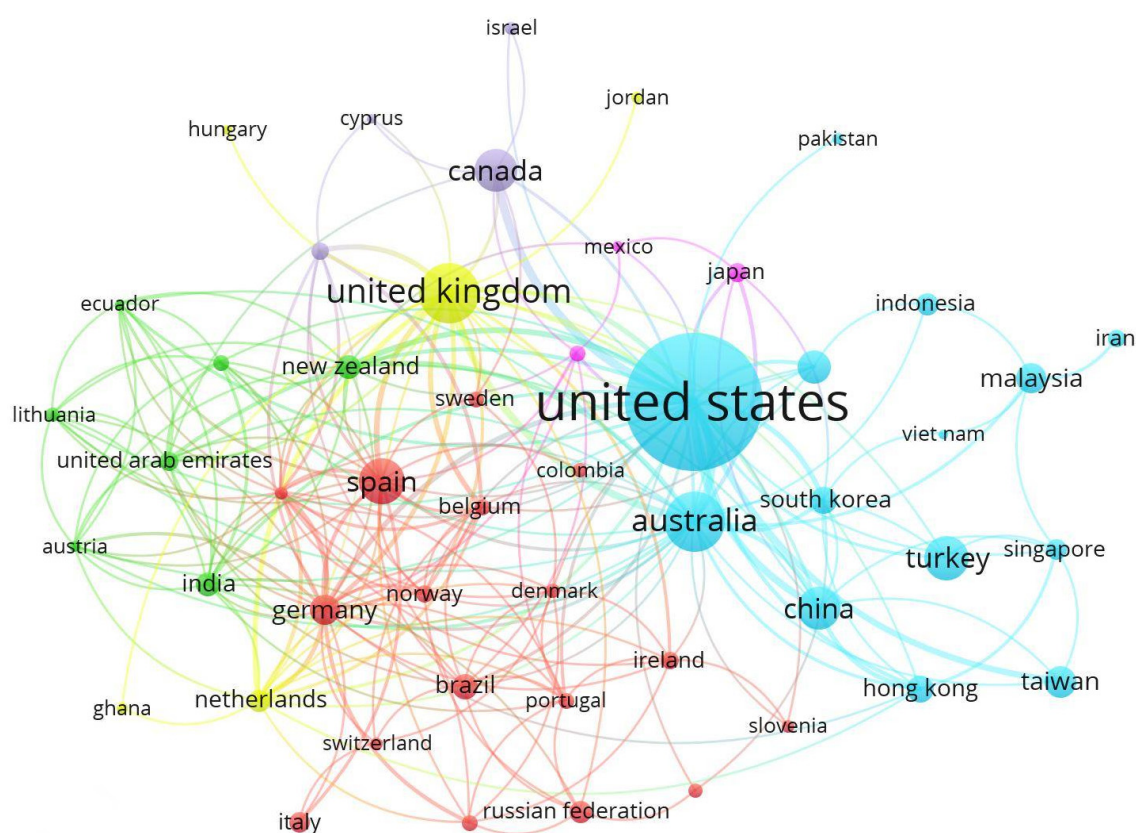 israel
jordan
cyprus
hungary
pakistan
canada
mexico
japan
united kingdom
ecuador
indonesia
iran
new zealand
malaysia
sweden
united states
lithuania
viet nam
united arab emirates
colombia
spain
south korea
belgium
australia
austria
singapore
turkey
india
norway
denmark
germany
china
ireland
brazil
hong kong
taiwan
netherlands
portugal
ghana
slovenia
switzerland
russian federation
italy